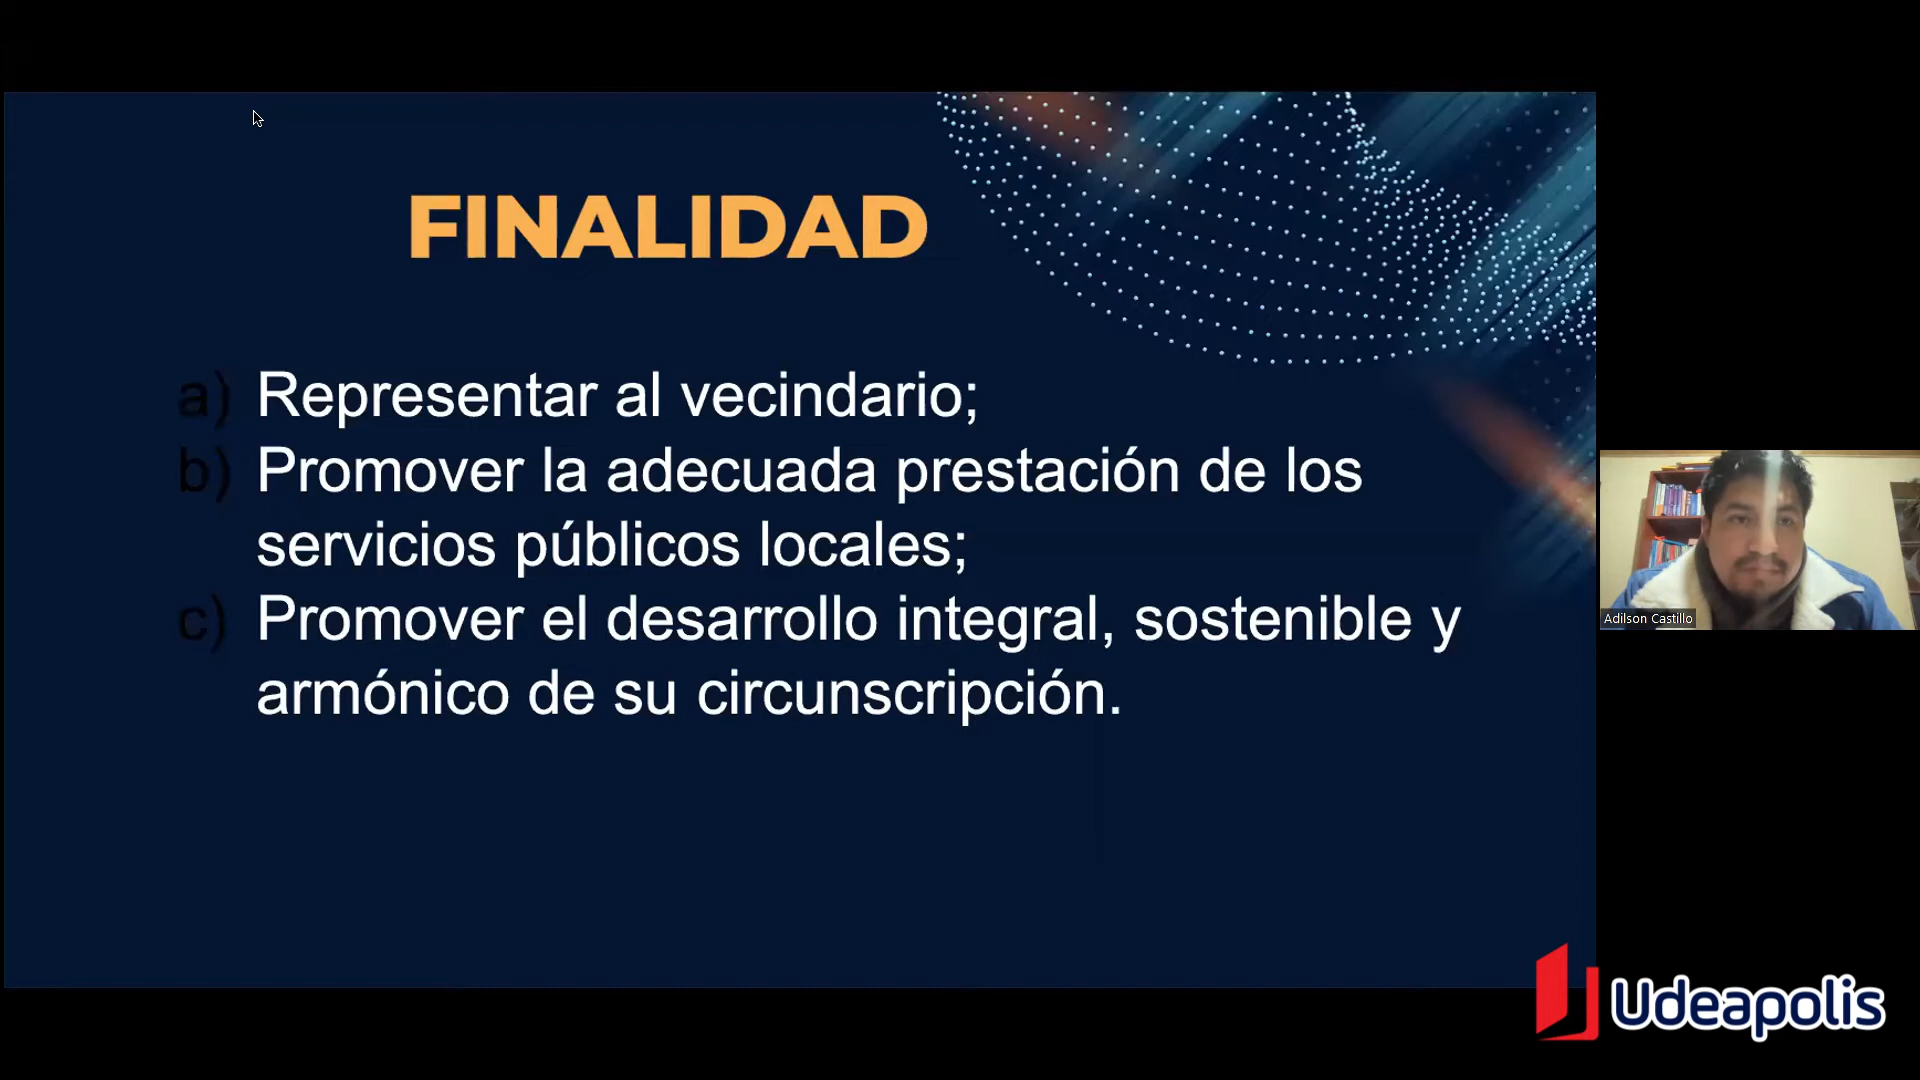 FINALIDAD
a) Representar al vecindario;
b) Promover la adecuada prestación de los
servicios públicos locales;
c) Promover el desarrollo integral, sostenible y
armónico de su circunscripción.
Adilson Castillo
Udeapolis